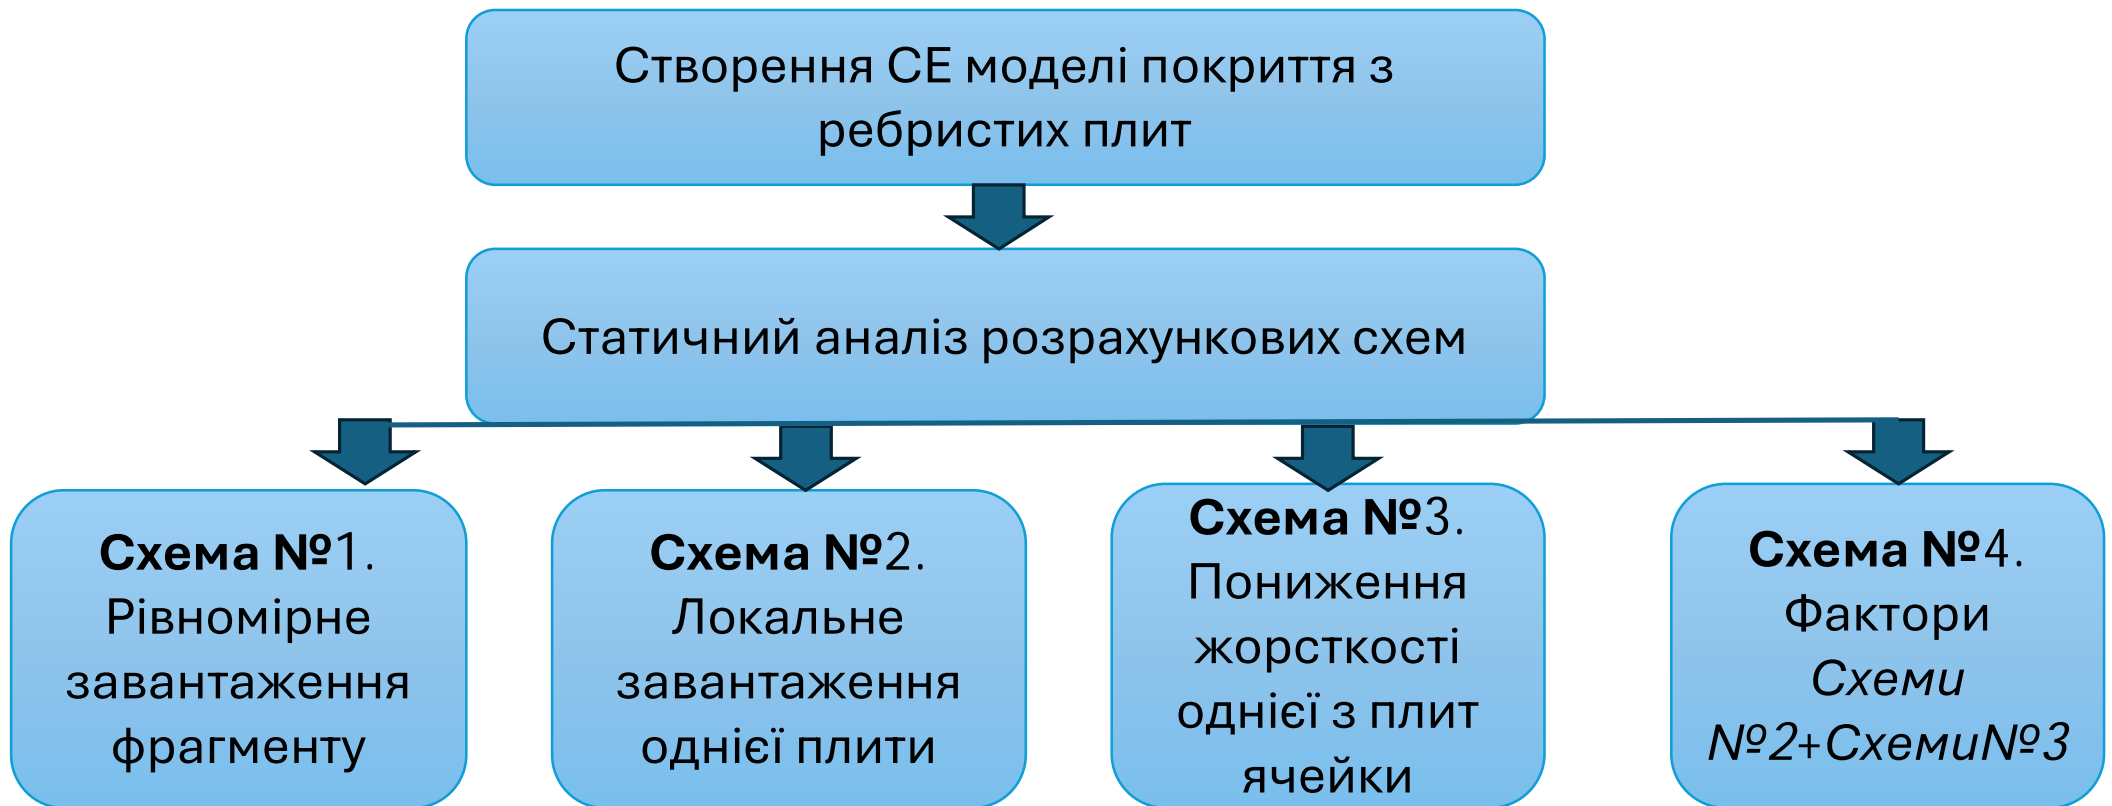 Створення СЕ моделі покриття з
ребристих плит
Статичний аналіз розрахункових схем
Схема №1.
Рівномірне
завантаження
фрагменту
Схема №2.
Локальне
завантаження
однієї плити
Схема №3.
Пониження
жорсткості
однієї з плит
ячейки
Схема №4.
Фактори
Схеми
№2+Схеми№3